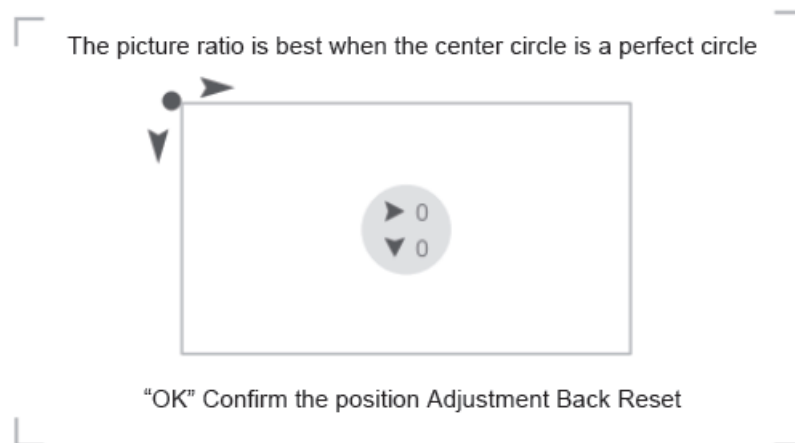 The picture ratio is best when the center circle is a perfect circle
0
0
“OK” Confirm the position Adjustment Back Reset